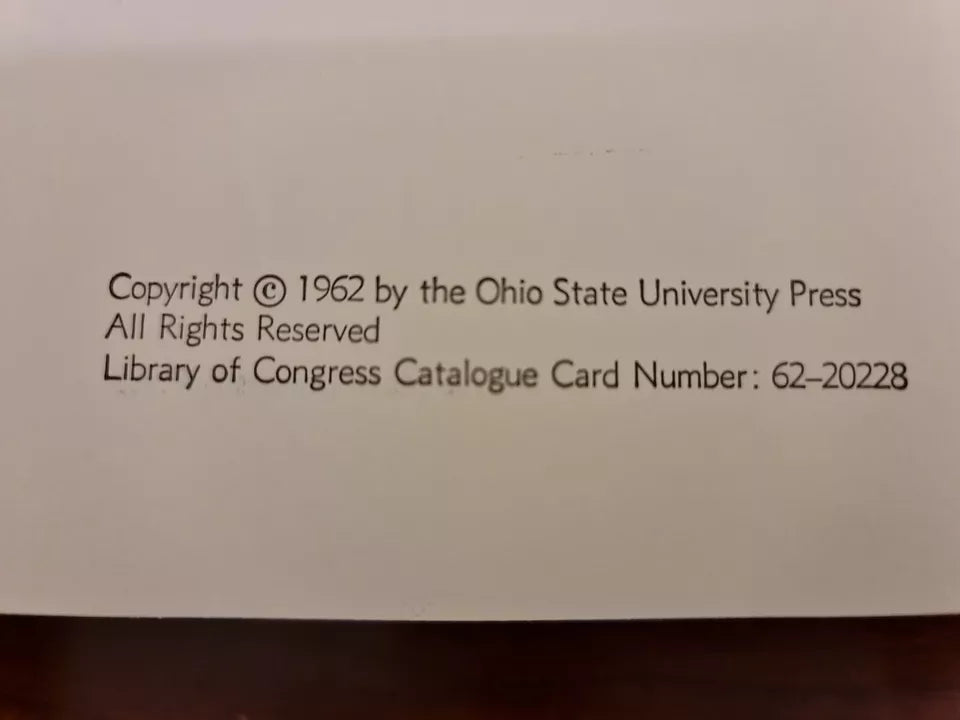 Copyright © 1962 by the Ohio State University Press
All Rights Reserved
Library of Congress Catalogue Card Number: 62–20228